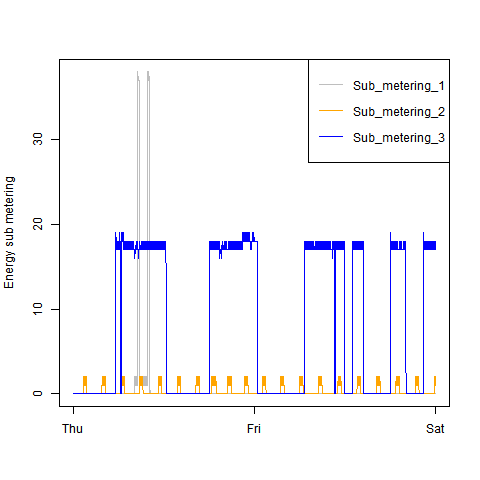 Sub_metering_1
Sub_metering_2
Sub_metering_3
Energy sub metering
30
20
10
0
Thu Fri Sat